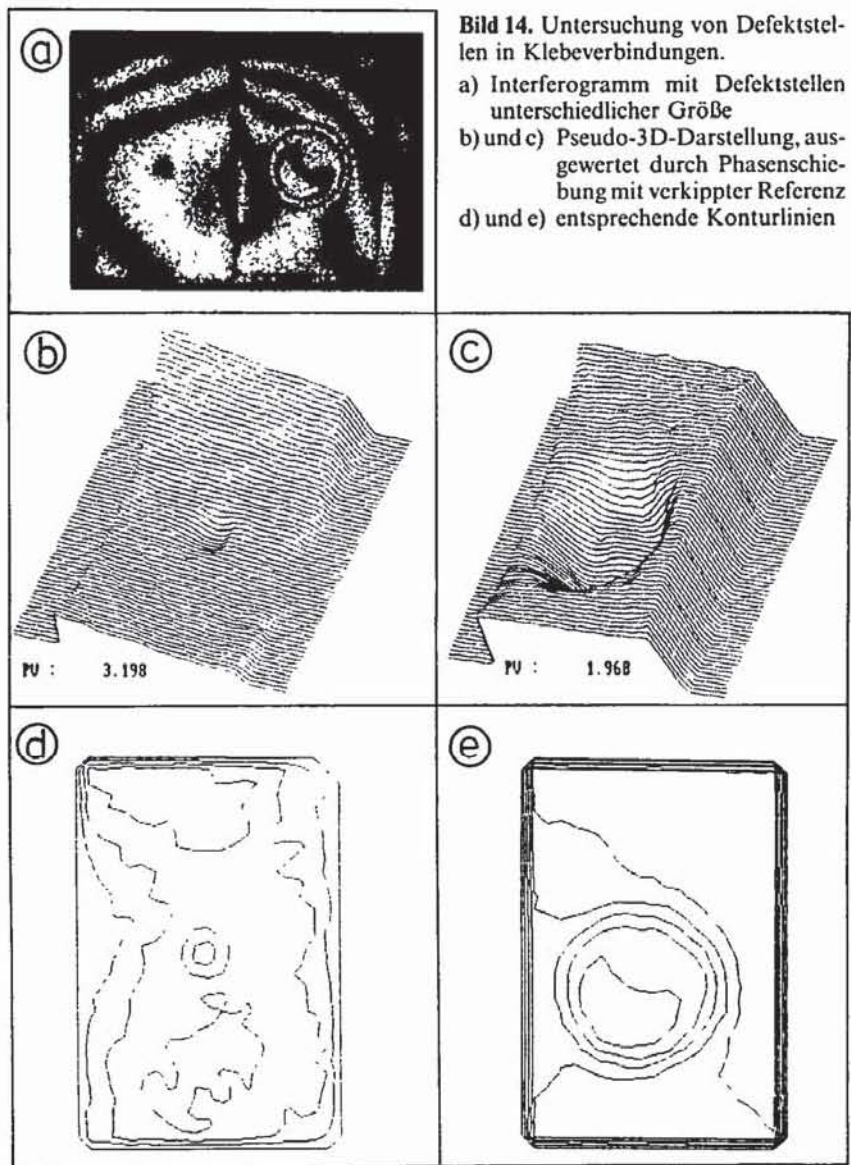 a
Bild 14. Untersuchung von Defektstel-
len in Klebeverbindungen.
a) Interferogramm mit Defektstellen
unterschiedlicher Größe
b) und c) Pseudo-3D-Darstellung, aus-
gewertet durch Phasenschie-
bung mit verkippter Referenz
d) und e) entsprechende Konturlinien
b
c
PV : 3.198
PV : 1.968
d
e